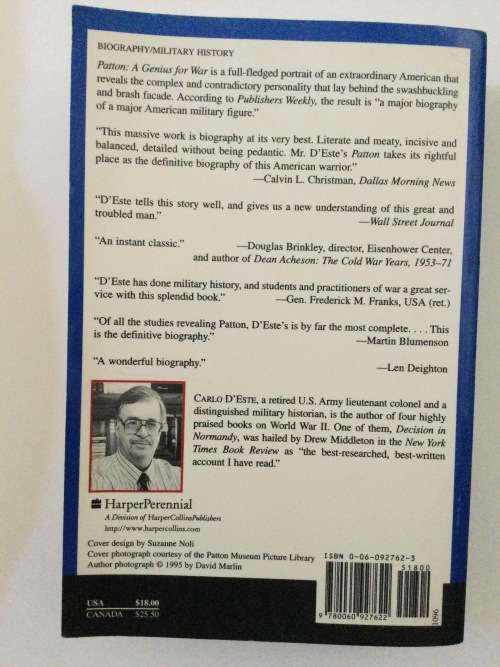 BIOGRAPHY/MILITARY HISTORY
Patton: A Genius for War is a full-fledged portrait of an extraordinary American that
reveals the complex and contradictory personality that lay behind the swashbuckling
and brash facade. According to Publishers Weekly, the result is "a major biography
of a major American military figure."
"This massive work is biography at its very best. Literate and meaty, incisive and
balanced, detailed without being pedantic. Mr. D'Este's Patton takes its rightful
place as the definitive biography of this American warrior."
—Calvin L. Christman, Dallas Morning News
"D'Este tells this story well, and gives us a new understanding of this great and
troubled man."
—Wall Street Journal
"An instant classic."
—Douglas Brinkley, director, Eisenhower Center,
and author of Dean Acheson: The Cold War Years, 1953–71
"D'Este has done military history, and students and practitioners of war a great ser-
vice with this splendid book."
—Gen. Frederick M. Franks, USA (ret.)
"Of all the studies revealing Patton, D'Este's is by far the most complete. . . . This
is the definitive biography."
—Martin Blumenson
"A wonderful biography."
—Len Deighton
CARLO D'ESTE, a retired U.S. Army lieutenant colonel and a
distinguished military historian, is the author of four highly
praised books on World War II. One of them, Decision in
Normandy, was hailed by Drew Middleton in the New York
Times Book Review as "the best-researched, best-written
account I have read."
HarperPerennial
A Division of HarperCollinsPublishers
http://www.harpercollins.com
Cover design by Suzanne Noli
Cover photograph courtesy of the Patton Museum Picture Library
Author photograph © 1995 by David Marlin
USA $18.00
CANADA $25.50
ISBN 0-06-092762-3
51800
9 780060 927622
1096